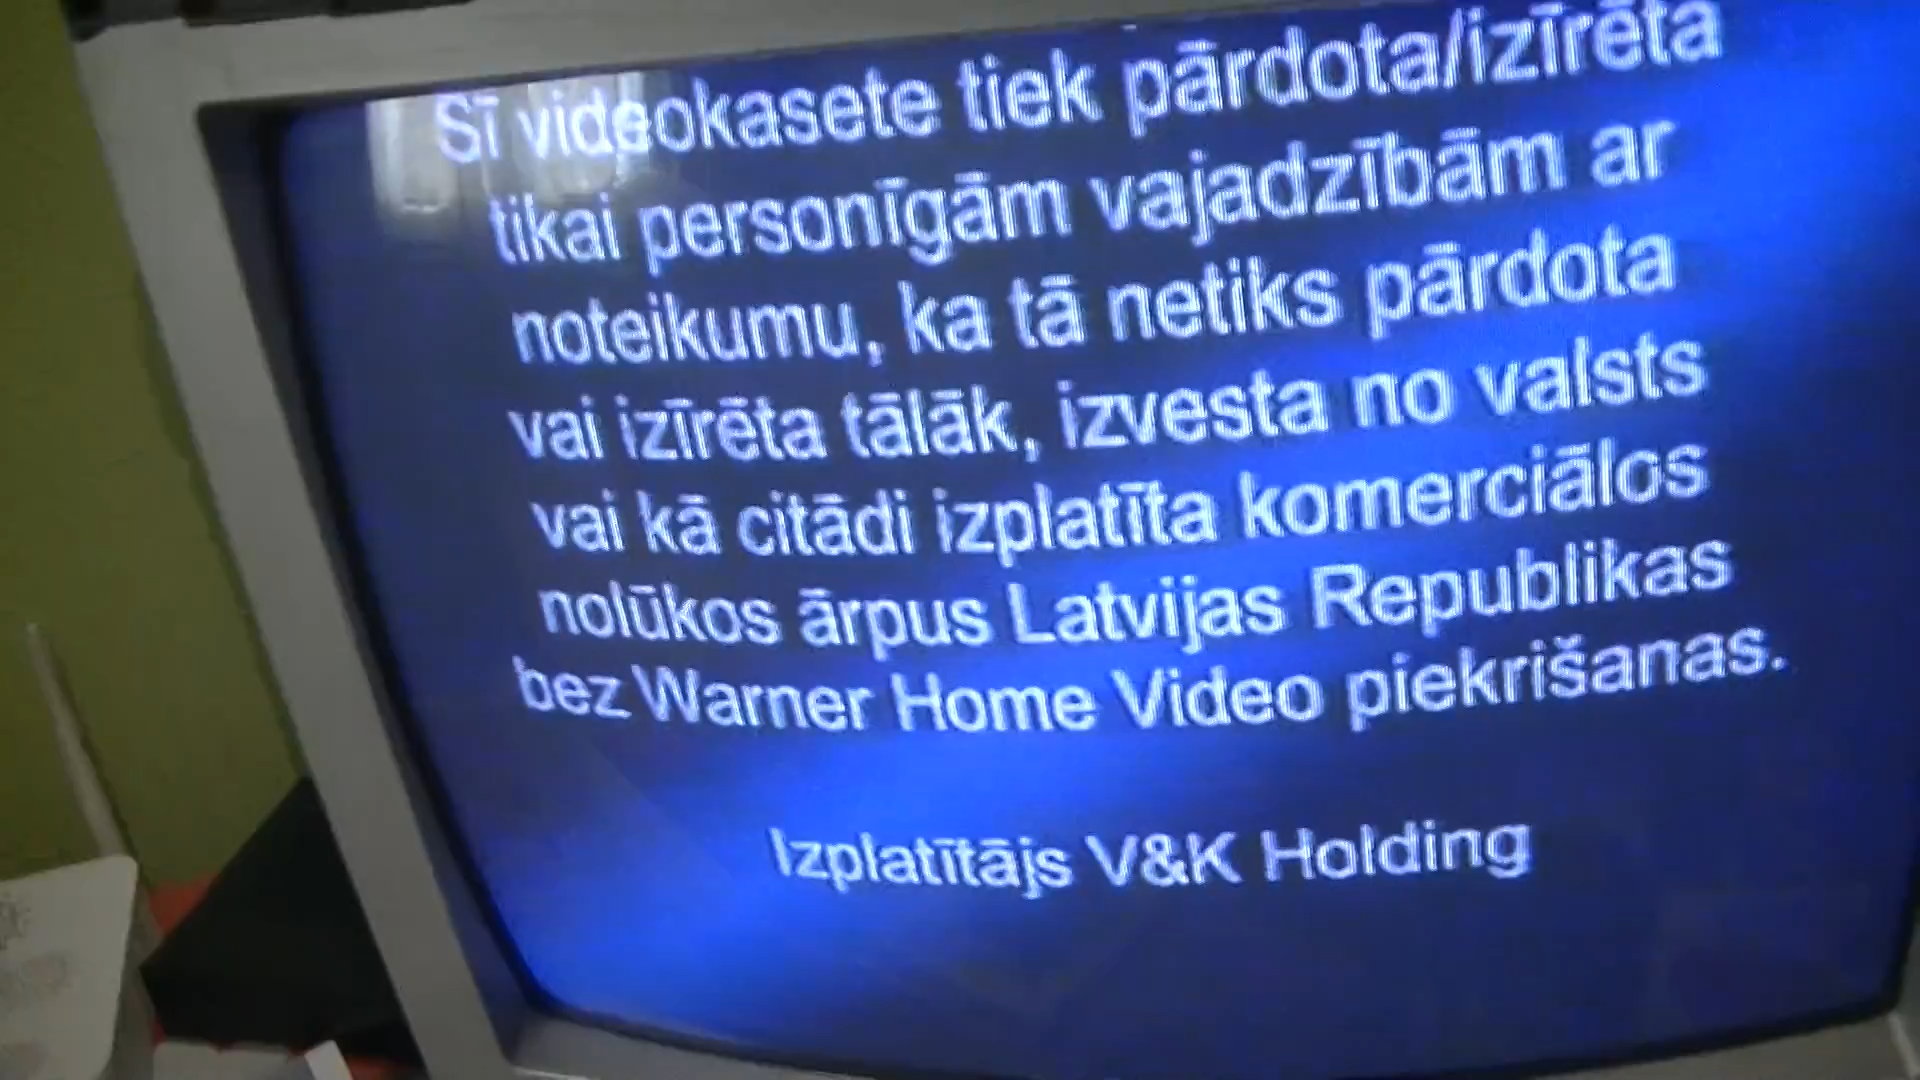 Šī videokasete tiek pārdota/izīrēta
tikai personīgām vajadzībām ar
noteikumu, ka tā netiks pārdota
vai izīrēta tālāk, izvesta no valsts
vai kā citādi izplatīta komerciālos
nolūkos ārpus Latvijas Republikas
bez Warner Home Video piekrišanas.
Izplatītājs V&K Holding